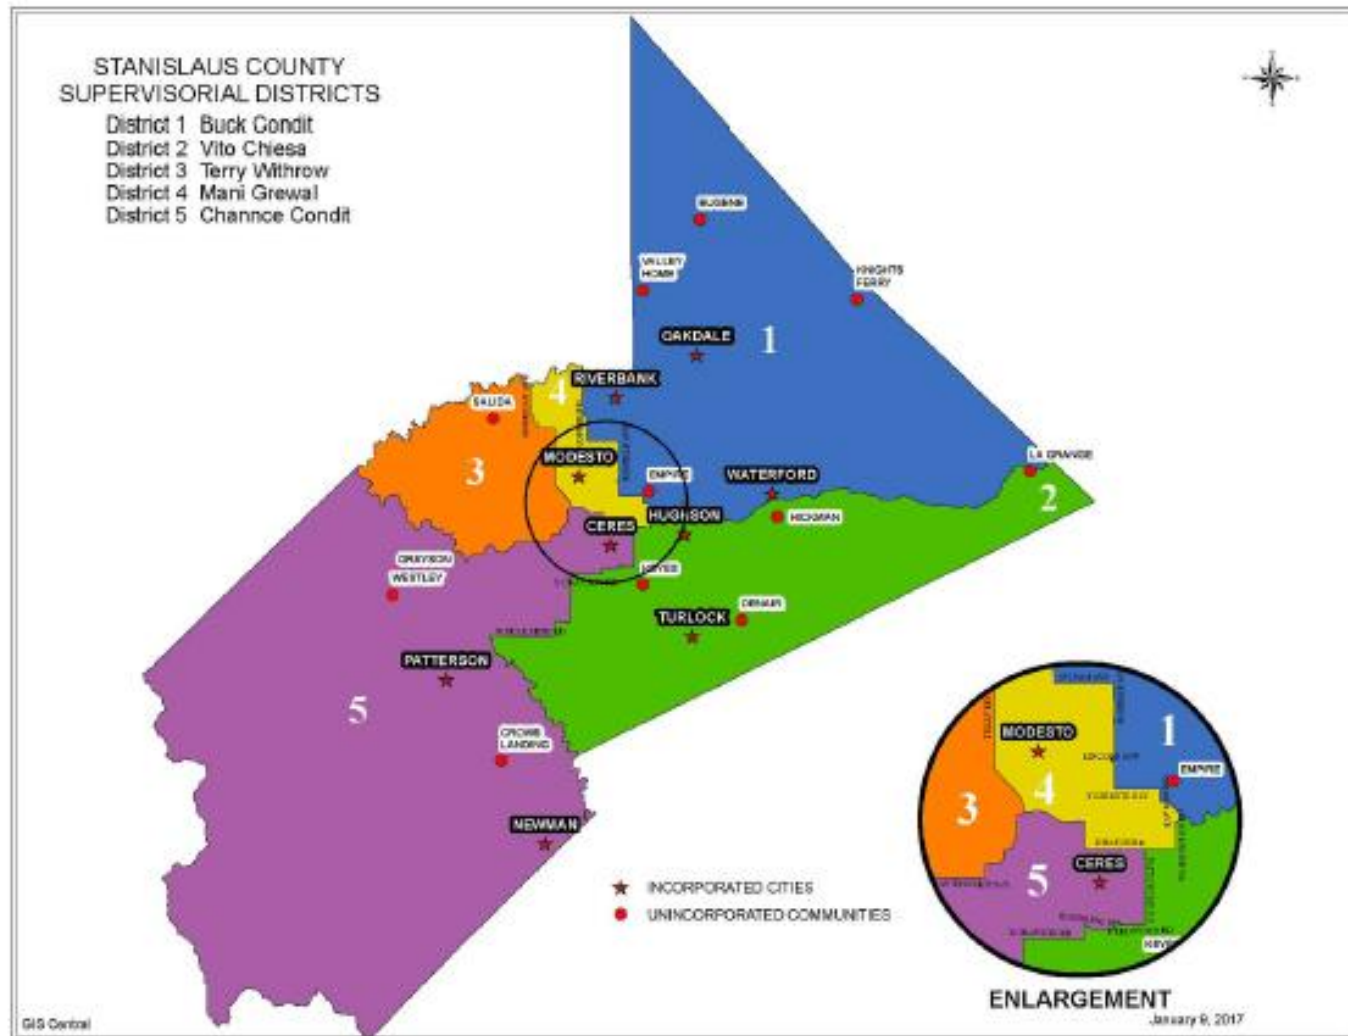 STANISLAUS COUNTY
SUPERVISORIAL DISTRICTS
District 1 Buck Condit
District 2 Vito Chiesa
District 3 Terry Withrow
District 4 Mani Grewal
District 5 Channce Condit
EUGENE
VALLEY
HOME
KNIGHTS
FERRY
OAKDALE
1
RIVERBANK
4
SALIDA
3
MODESTO
EMPIRE
WATERFORD
LA GRANGE
2
HUGHSON
HICKMAN
CERES
GRAYSON
WESTLEY
KEYES
DENAIR
TURLOCK
PATTERSON
5
CROWS
LANDING
NEWMAN
INCORPORATED CITIES
UNINCORPORATED COMMUNITIES
MODESTO
1
EMPIRE
3
4
5
CERES
ENLARGEMENT
January 9, 2017
GIS Central